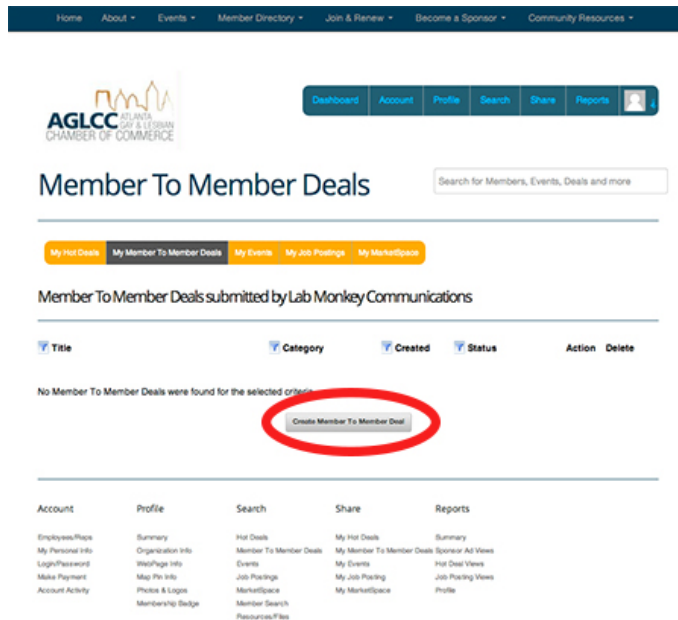 Home About Events Member Directory Join & Renew Become a Sponsor Community Resources
AGLCC ATLANTA
GAY & LESBIAN
CHAMBER OF COMMERCE
Dashboard Account Profile Search Share Reports
Member To Member Deals
Search for Members, Events, Deals and more
My Hot Deals My Member To Member Deals My Events My Job Postings My MarketSpace
Member To Member Deals submitted by Lab Monkey Communications
Title Category Created Status Action Delete
No Member To Member Deals were found for the selected criteria
Create Member To Member Deal
Account Profile Search Share Reports
Employees/Reps Summary Hot Deals My Hot Deals Summary
My Personal Info Organization Info Member To Member Deals My Member To Member Deals Sponsor Ad Views
Login/Password WebPage Info Events My Events Hot Deal Views
Make Payment Map Pin Info Job Postings My Job Posting Job Posting Views
Account Activity Photos & Logos MarketSpace My MarketSpace Profile
Membership Badge Member Search
Resources/Files